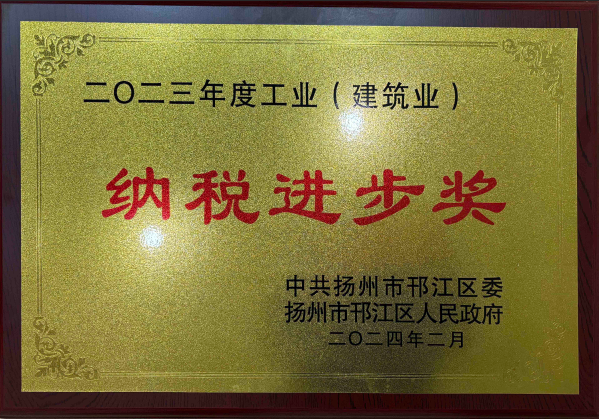 二〇二三年度工业（建筑业）
纳税进步奖
中共扬州市邗江区委
扬州市邗江区人民政府
二〇二四年二月